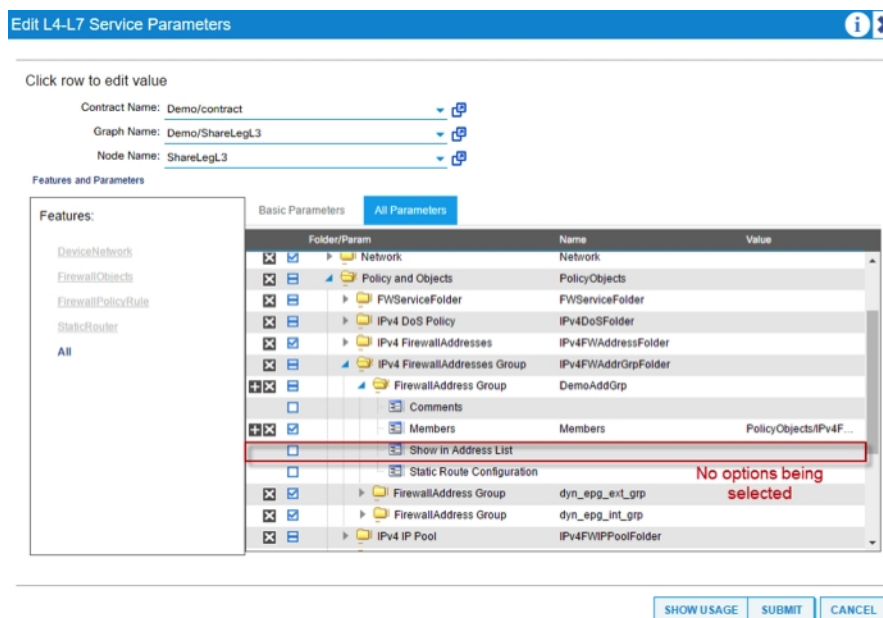 Edit L4-L7 Service Parameters
Click row to edit value
Contract Name: Demo/contract
Graph Name: Demo/ShareLegL3
Node Name: ShareLegL3
Features and Parameters
Features:
DeviceNetwork
FirewallObjects
FirewallPolicyRule
StaticRouter
All
Basic Parameters All Parameters
Folder/Param Name Value
Network Network
Policy and Objects PolicyObjects
FWServiceFolder FWServiceFolder
IPv4 DoS Policy IPv4DoSFolder
IPv4 FirewallAddresses IPv4FWAddressFolder
IPv4 FirewallAddresses Group IPv4FWAddrGrpFolder
FirewallAddress Group DemoAddGrp
Comments
Members Members PolicyObjects/IPv4F...
Show in Address List
Static Route Configuration
No options being
selected
FirewallAddress Group dyn_epg_ext_grp
FirewallAddress Group dyn_epg_int_grp
IPv4 IP Pool IPv4FWIPPoolFolder
SHOW USAGE SUBMIT CANCEL